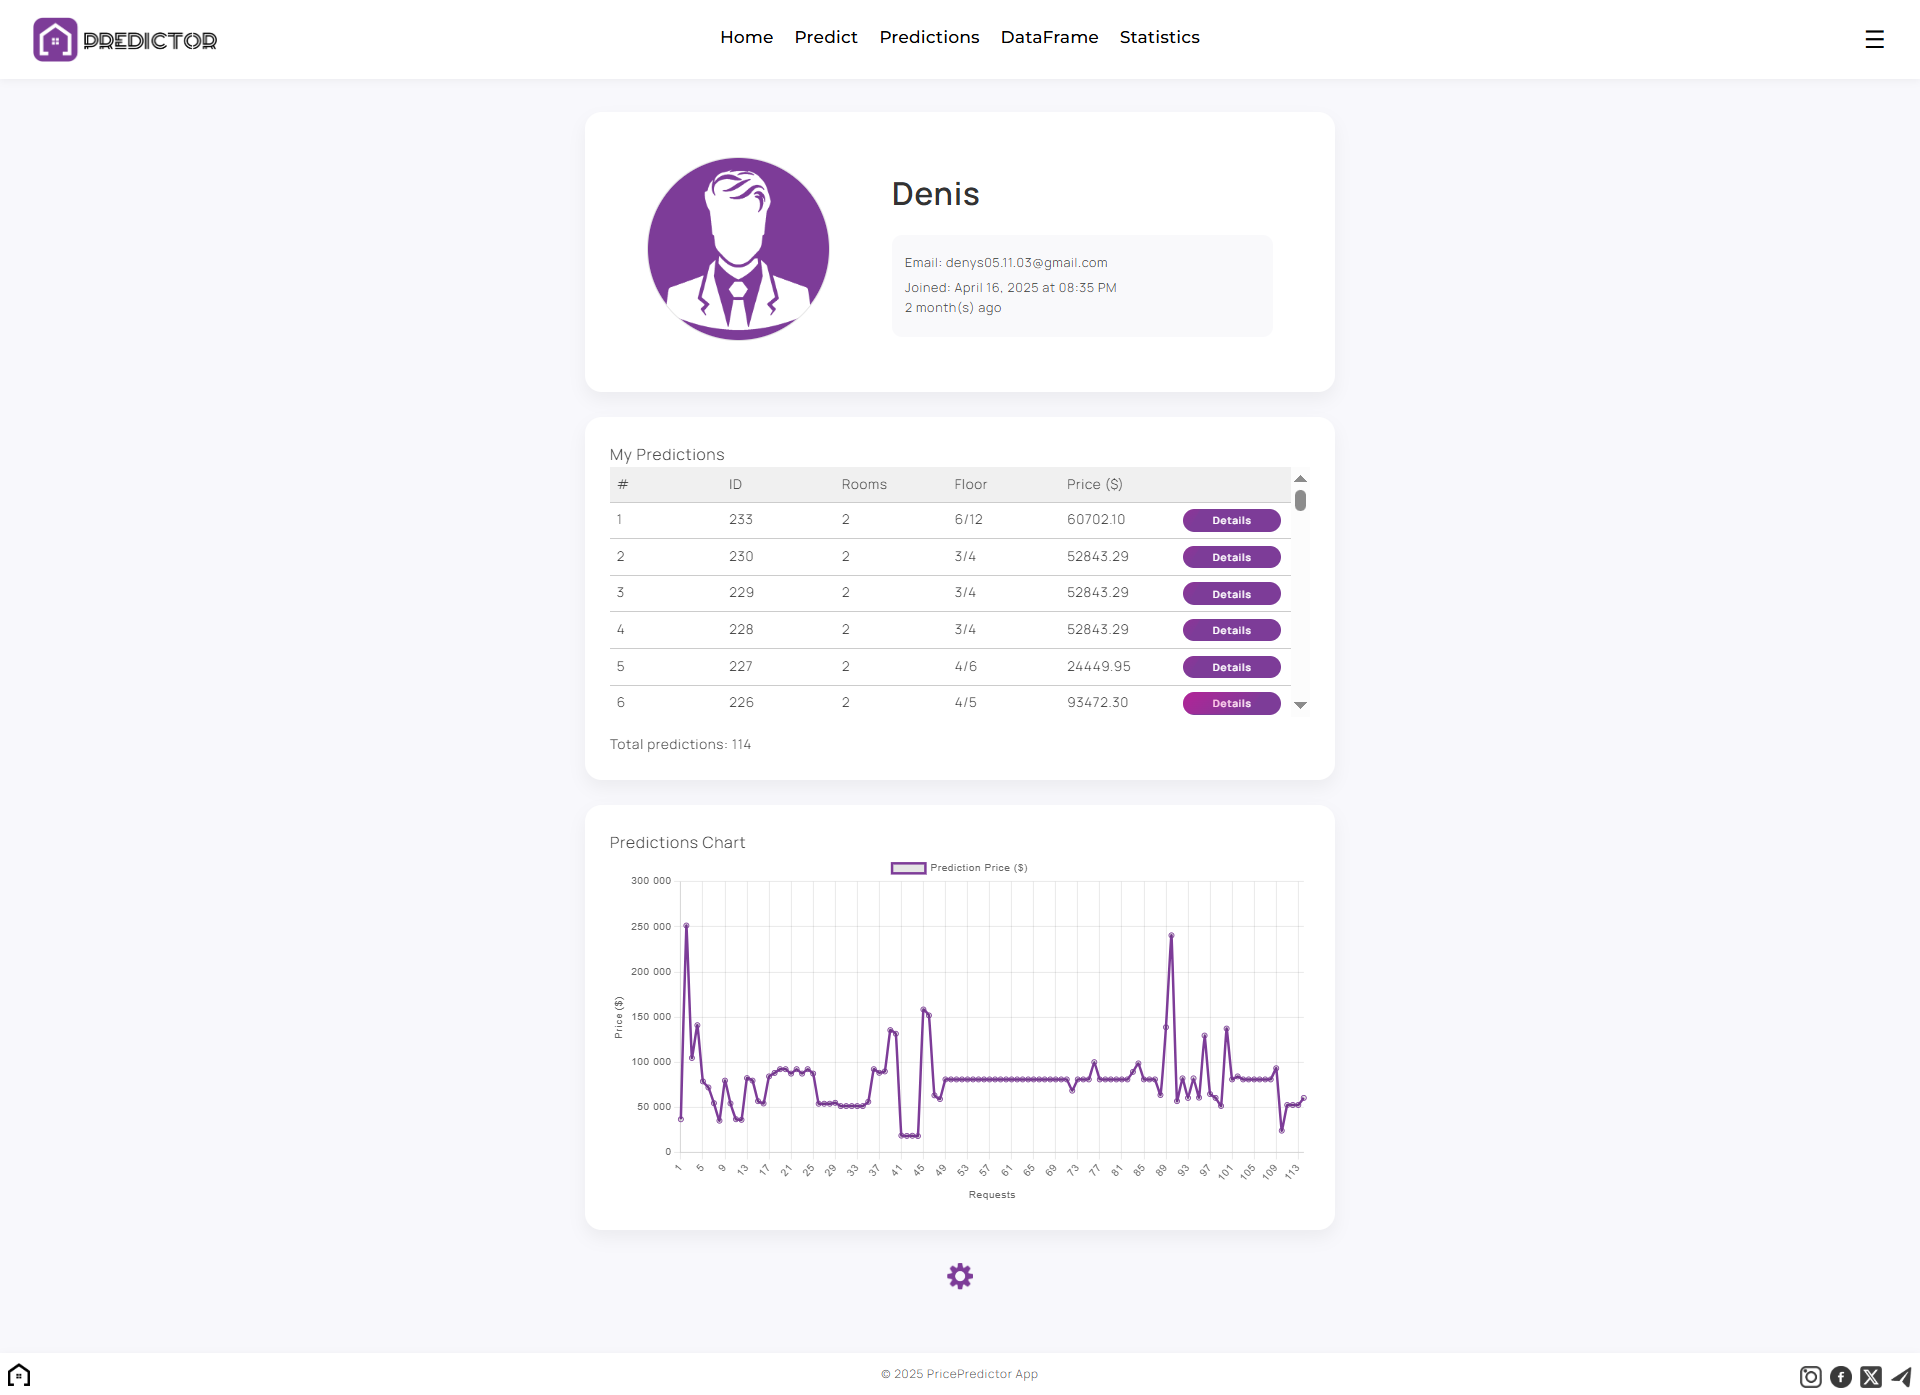 PREDICTOR
Home Predict Predictions DataFrame Statistics
Denis
Email: denys05.11.03@gmail.com
Joined: April 16, 2025 at 08:35 PM
2 month(s) ago
My Predictions
# ID Rooms Floor Price ($)
1 233 2 6/12 60702.10 Details
2 230 2 3/4 52843.29 Details
3 229 2 3/4 52843.29 Details
4 228 2 3/4 52843.29 Details
5 227 2 4/6 24449.95 Details
6 226 2 4/5 93472.30 Details
Total predictions: 114
Predictions Chart
Prediction Price ($)
300 000
250 000
200 000
150 000
100 000
50 000
0
Price ($)
1 5 9 13 17 21 25 29 33 37 41 45 49 53 57 61 65 69 73 77 81 85 89 93 97 101 105 109 113
Requests
© 2025 PricePredictor App